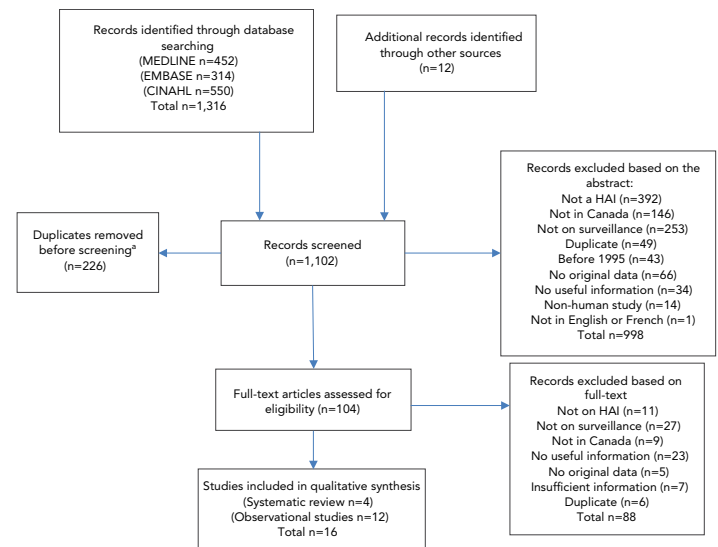 Records identified through database
searching
(MEDLINE n=452)
(EMBASE n=314)
(CINAHL n=550)
Total n=1,316
Additional records identified
through other sources
(n=12)
Duplicates removed
before screeningᵃ
(n=226)
Records screened
(n=1,102)
Records excluded based on the
abstract:
Not a HAI (n=392)
Not in Canada (n=146)
Not on surveillance (n=253)
Duplicate (n=49)
Before 1995 (n=43)
No original data (n=66)
No useful information (n=34)
Non-human study (n=14)
Not in English or French (n=1)
Total n=998
Full-text articles assessed for
eligibility (n=104)
Records excluded based on
full-text
Not on HAI (n=11)
Not on surveillance (n=27)
Not in Canada (n=9)
No useful information (n=23)
No original data (n=5)
Insufficient information (n=7)
Duplicate (n=6)
Total n=88
Studies included in qualitative synthesis
(Systematic review n=4)
(Observational studies n=12)
Total n=16